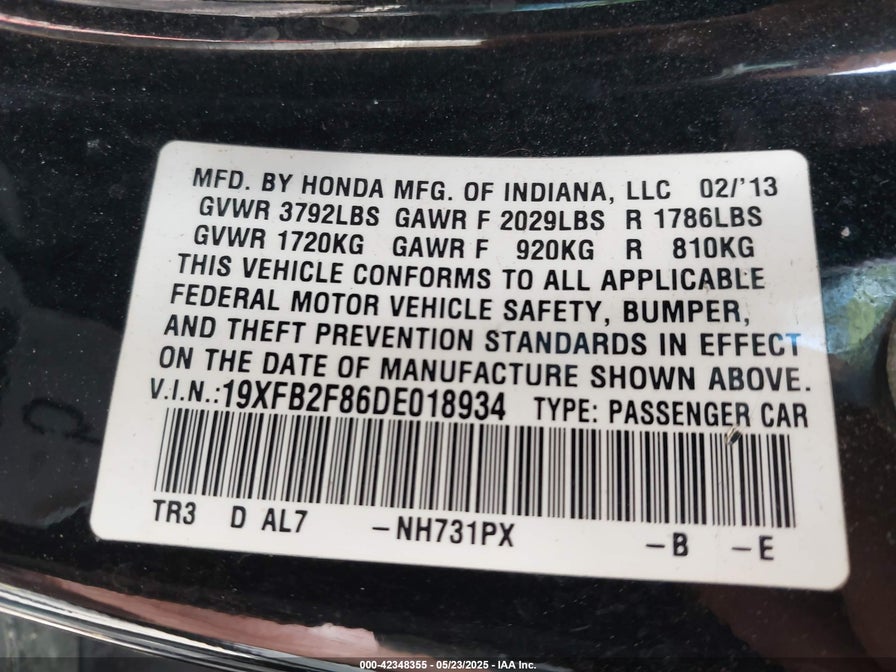 MFD. BY HONDA MFG. OF INDIANA, LLC 02/'13
GVWR 3792LBS GAWR F 2029LBS R 1786LBS
GVWR 1720KG GAWR F 920KG R 810KG
THIS VEHICLE CONFORMS TO ALL APPLICABLE
FEDERAL MOTOR VEHICLE SAFETY, BUMPER,
AND THEFT PREVENTION STANDARDS IN EFFECT
ON THE DATE OF MANUFACTURE SHOWN ABOVE.
V.I.N.:19XFB2F86DE018934 TYPE: PASSENGER CAR
TR3 D AL7 -NH731PX -B -E
000-42348355 - 05/23/2025 - IAA Inc.